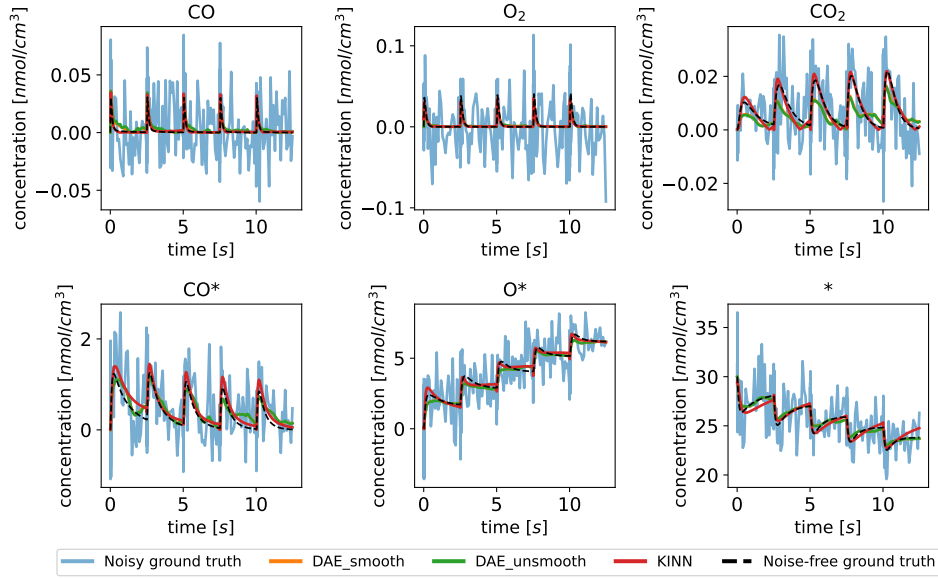 CO
O₂
CO₂
concentration [nmol/cm³]
0.05
0.00
−0.05
0
5
10
time [s]
concentration [nmol/cm³]
0.1
0.0
−0.1
0
5
10
time [s]
concentration [nmol/cm³]
0.02
0.00
−0.02
0
5
10
time [s]
CO*
O*
*
concentration [nmol/cm³]
2
0
0
5
10
time [s]
concentration [nmol/cm³]
5
0
0
5
10
time [s]
concentration [nmol/cm³]
35
30
25
20
0
5
10
time [s]
Noisy ground truth DAE_smooth DAE_unsmooth KINN Noise-free ground truth